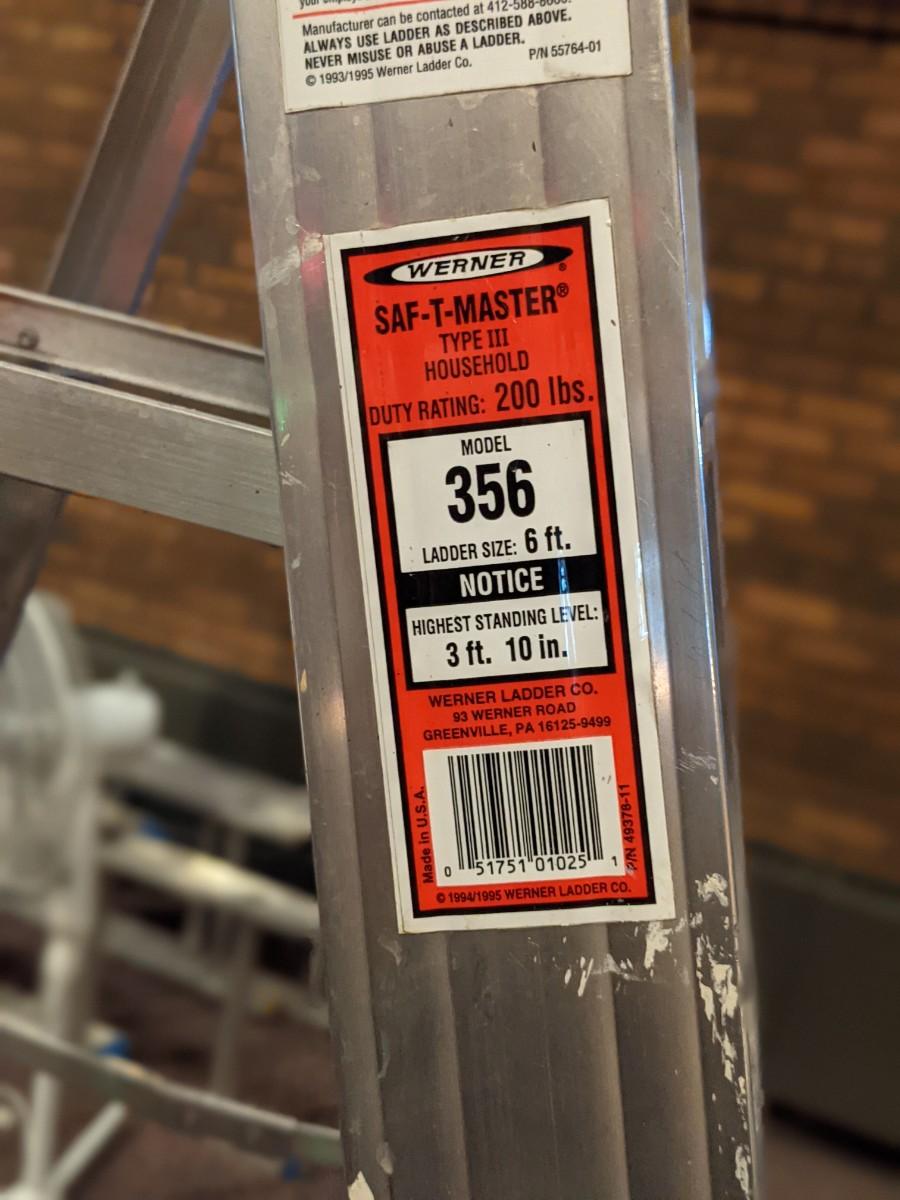 Manufacturer can be contacted at 412-588-8600.
ALWAYS USE LADDER AS DESCRIBED ABOVE.
NEVER MISUSE OR ABUSE A LADDER.
© 1993/1995 Werner Ladder Co. P/N 55764-01
WERNER®
SAF-T-MASTER®
TYPE III
HOUSEHOLD
DUTY RATING: 200 lbs.
MODEL
356
LADDER SIZE: 6 ft.
NOTICE
HIGHEST STANDING LEVEL:
3 ft. 10 in.
WERNER LADDER CO.
93 WERNER ROAD
GREENVILLE, PA 16125-9499
Made in U.S.A.
0 51751 01025 1
P/N 49378-11
© 1994/1995 WERNER LADDER CO.